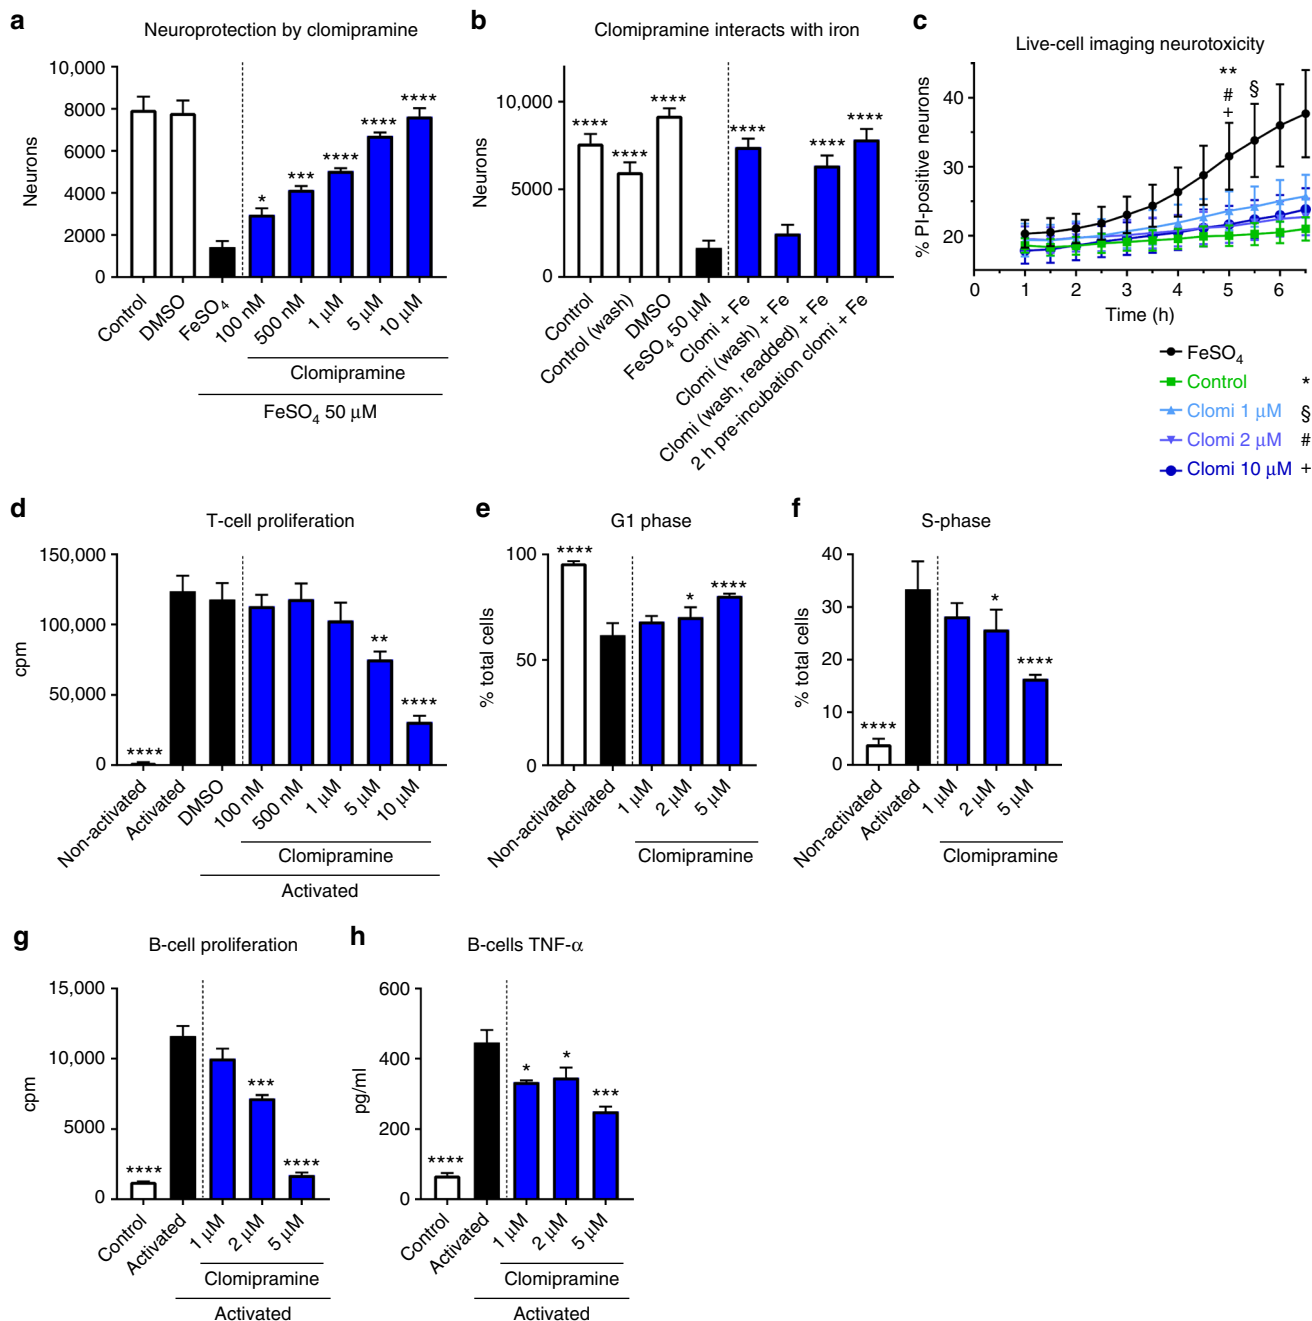 a
Neuroprotection by clomipramine
10,000
8000
6000
4000
2000
0
Neurons
*
***
****
****
****
Control
DMSO
FeSO4
100 nM
500 nM
1 μM
5 μM
10 μM
Clomipramine
FeSO4 50 μM
b
Clomipramine interacts with iron
10,000
5000
0
Neurons
****
****
****
****
****
****
Control
Control (wash)
DMSO
FeSO4 50 μM
Clomi + Fe
Clomi (wash) + Fe
Clomi (wash, readded) + Fe
2 h pre-incubation clomi + Fe
c
Live-cell imaging neurotoxicity
40
30
20
% PI-positive neurons
**
#
+
§
0 1 2 3 4 5 6
Time (h)
FeSO4
Control *
Clomi 1 μM §
Clomi 2 μM #
Clomi 10 μM +
d
T-cell proliferation
150,000
100,000
50,000
0
cpm
****
**
****
Non-activated
Activated
DMSO
100 nM
500 nM
1 μM
5 μM
10 μM
Clomipramine
Activated
e
G1 phase
100
50
0
% total cells
****
*
****
Non-activated
Activated
1 μM
2 μM
5 μM
Clomipramine
f
S-phase
40
30
20
10
0
% total cells
****
*
****
Non-activated
Activated
1 μM
2 μM
5 μM
Clomipramine
g
B-cell proliferation
15,000
10,000
5000
0
cpm
****
***
****
Control
Activated
1 μM
2 μM
5 μM
Clomipramine
Activated
h
B-cells TNF-α
600
400
200
0
pg/ml
****
*
*
***
Control
Activated
1 μM
2 μM
5 μM
Clomipramine
Activated